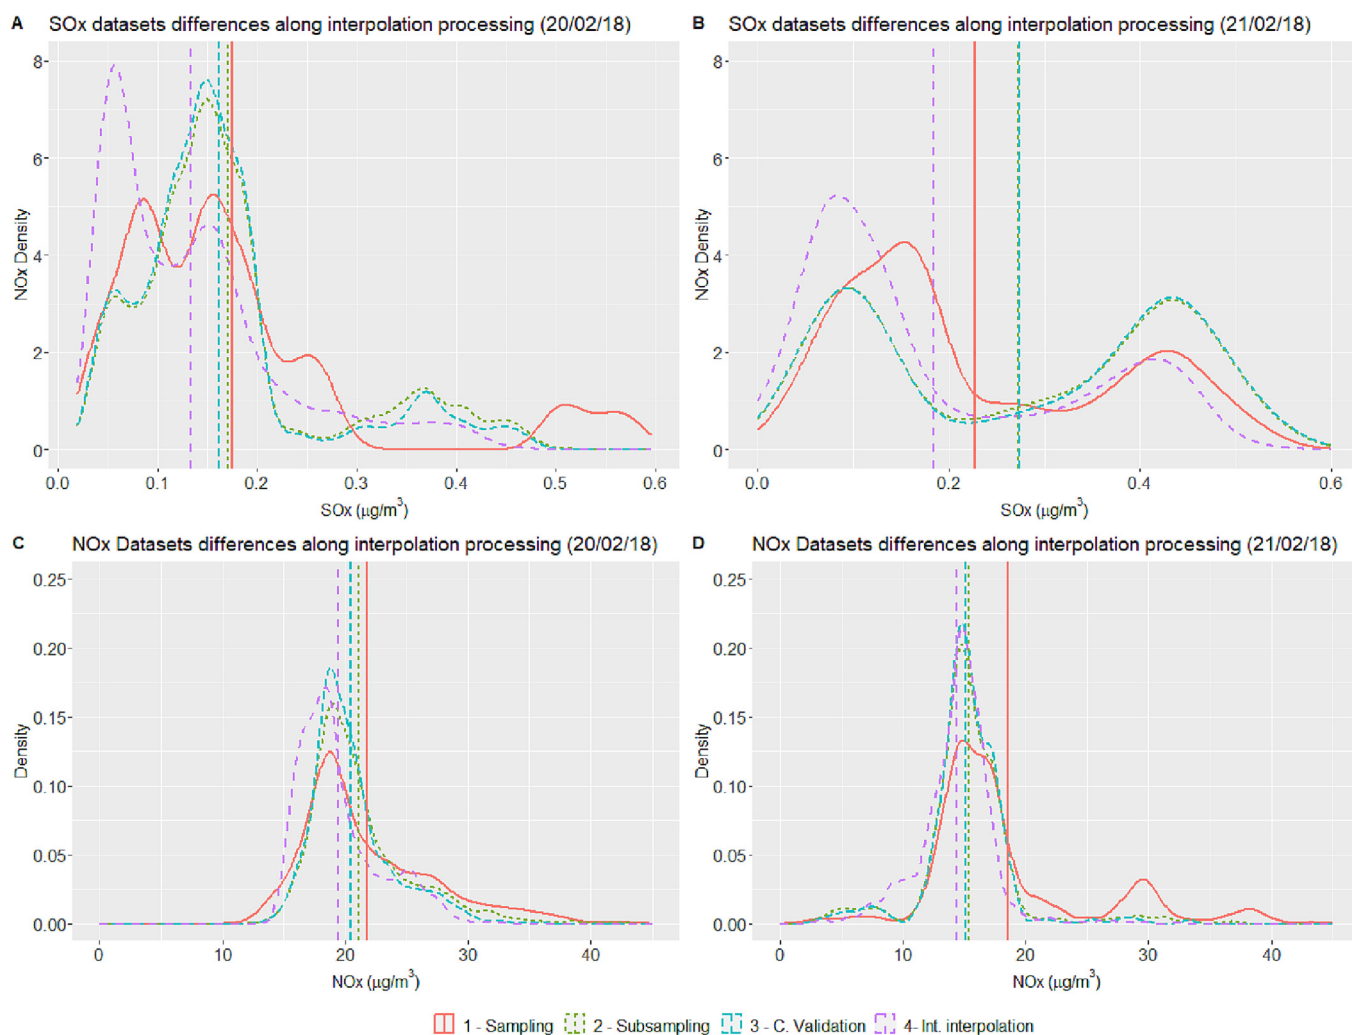 A SOx datasets differences along interpolation processing (20/02/18)
8
6
4
2
0
NOx Density
0.0 0.1 0.2 0.3 0.4 0.5 0.6
SOx (µg/m³)
B SOx datasets differences along interpolation processing (21/02/18)
8
6
4
2
0
NOx Density
0.0 0.2 0.4 0.6
SOx (µg/m³)
C NOx Datasets differences along interpolation processing (20/02/18)
0.25
0.20
0.15
0.10
0.05
0.00
Density
0 10 20 30 40
NOx (µg/m³)
D NOx Datasets differences along interpolation processing (21/02/18)
0.25
0.20
0.15
0.10
0.05
0.00
Density
0 10 20 30 40
NOx (µg/m³)
1 - Sampling 2 - Subsampling 3 - C. Validation 4- Int. interpolation